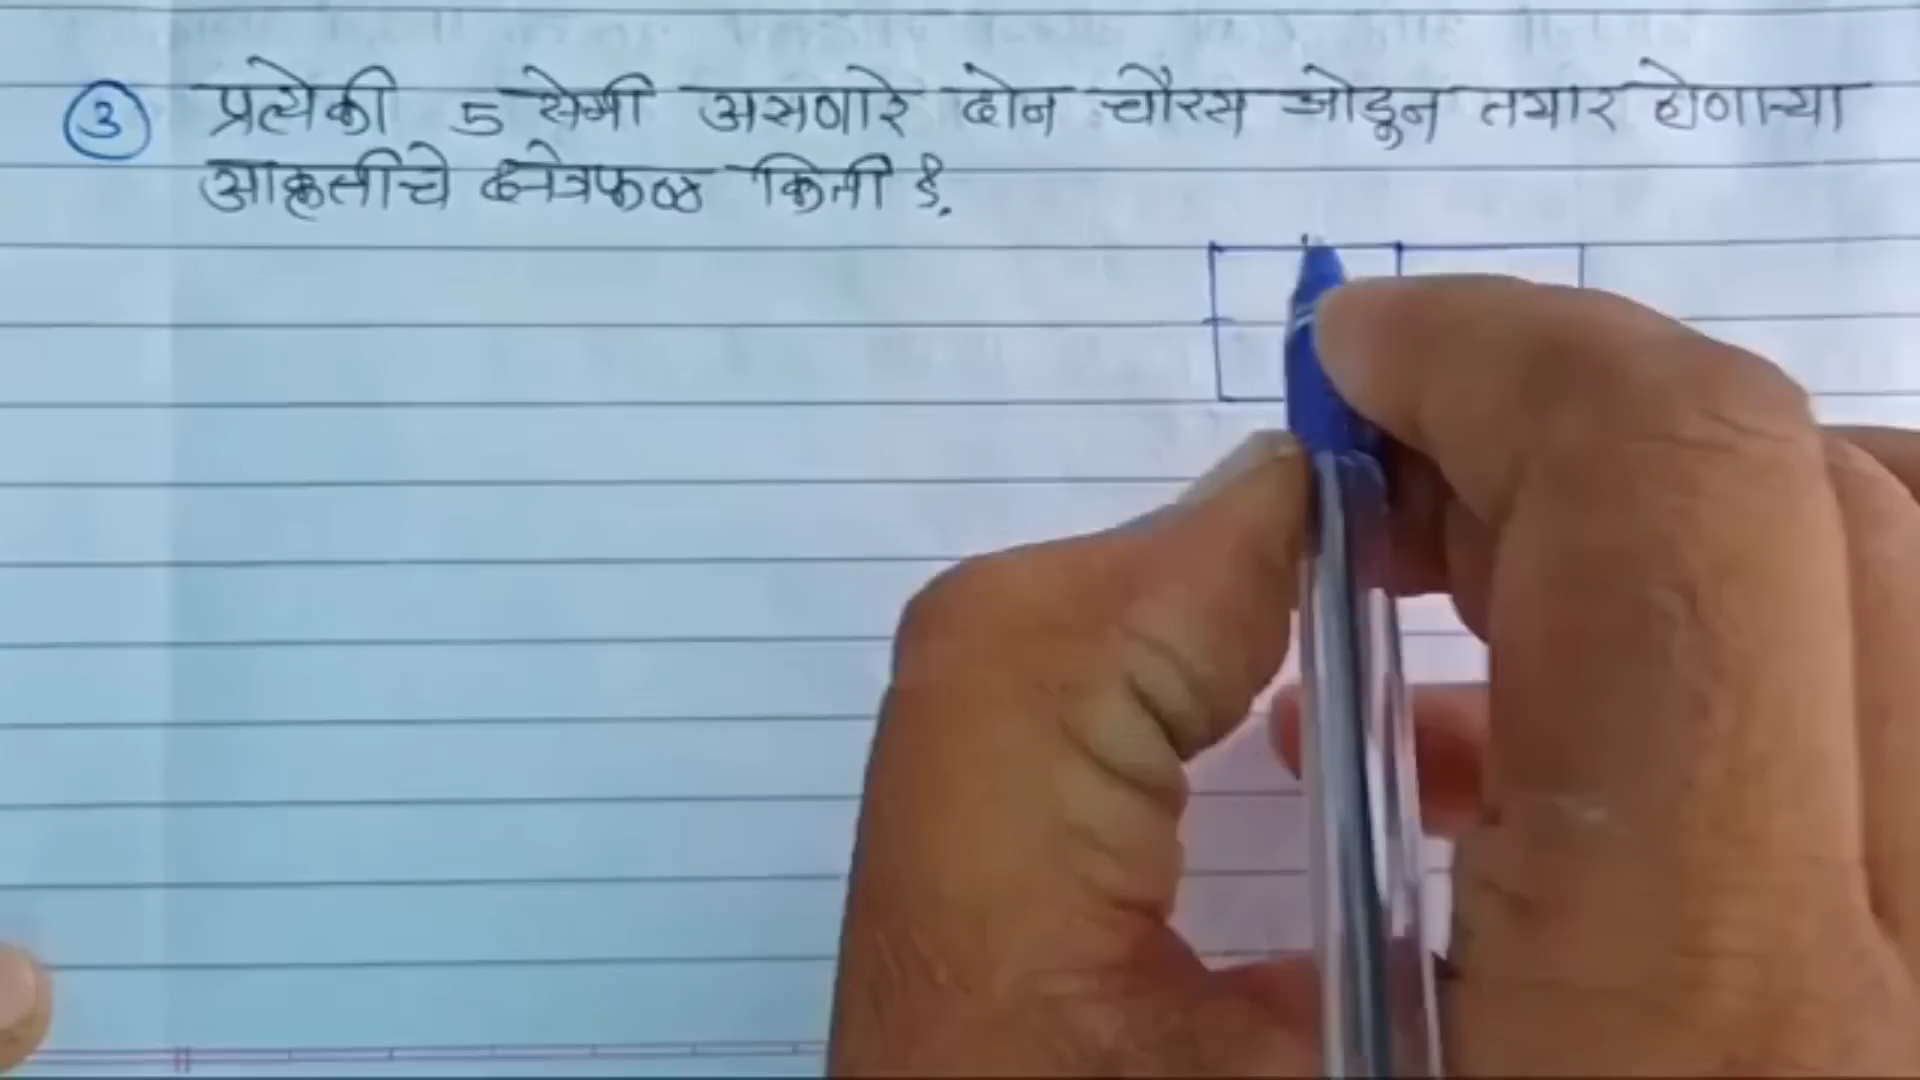 3 प्रत्येकी 5 सेमी असणारे दोन चौरस जोडून तयार होणाऱ्या
आकृतीचे क्षेत्रफळ किती ?.